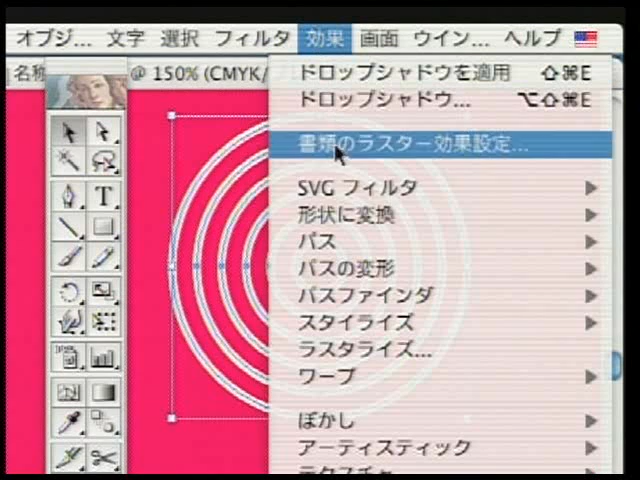 オブジ... 文字 選択 フィルタ 効果 画面 ウイン... ヘルプ
名称 @ 150% (CMYK/
ドロップシャドウを適用 ⇧⌘E
ドロップシャドウ... ⌥⇧⌘E
書類のラスター効果設定...
SVG フィルタ
形状に変換
パス
パスの変形
パスファインダ
スタイライズ
ラスタライズ...
ワープ
ぼかし
アーティスティック
テクスチャ
T